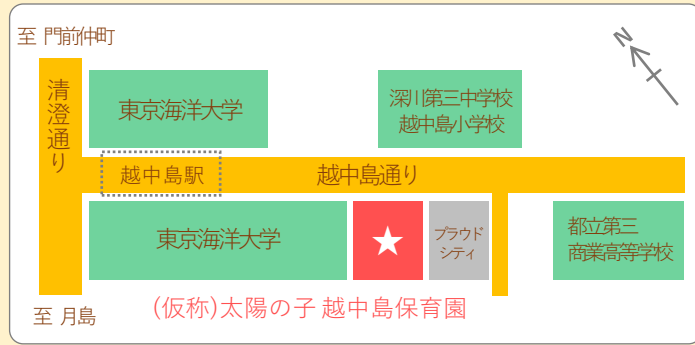 至 門前仲町
N
清澄通り
東京海洋大学
深川第三中学校
越中島小学校
越中島駅
越中島通り
東京海洋大学
プラウド
シティ
都立第三
商業高等学校
(仮称)太陽の子 越中島保育園
至 月島